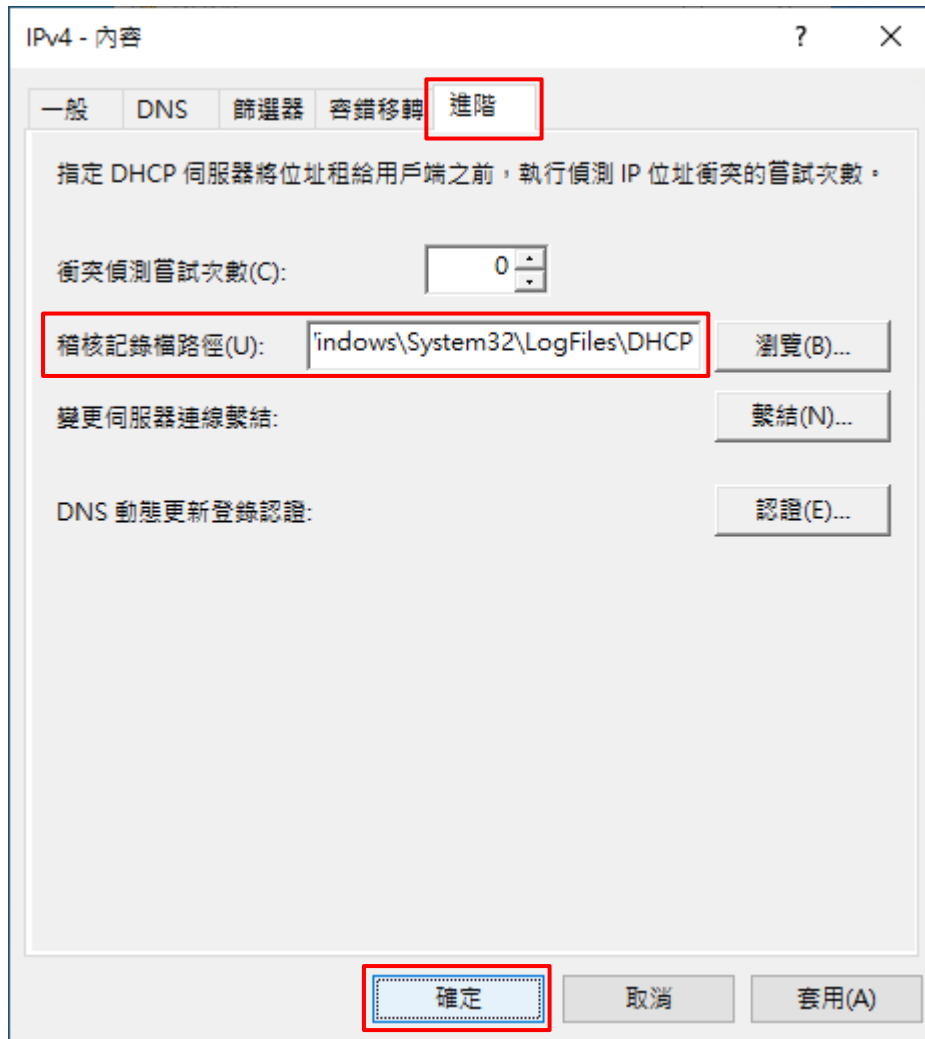 IPv4 - 內容
一般 DNS 篩選器 容錯移轉 進階
指定 DHCP 伺服器將位址租給用戶端之前，執行偵測 IP 位址衝突的嘗試次數。
衝突偵測嘗試次數(C): 0
稽核記錄檔路徑(U): indows\System32\LogFiles\DHCP 瀏覽(B)...
變更伺服器連線繫結: 繫結(N)...
DNS 動態更新登錄認證: 認證(E)...
確定 取消 套用(A)